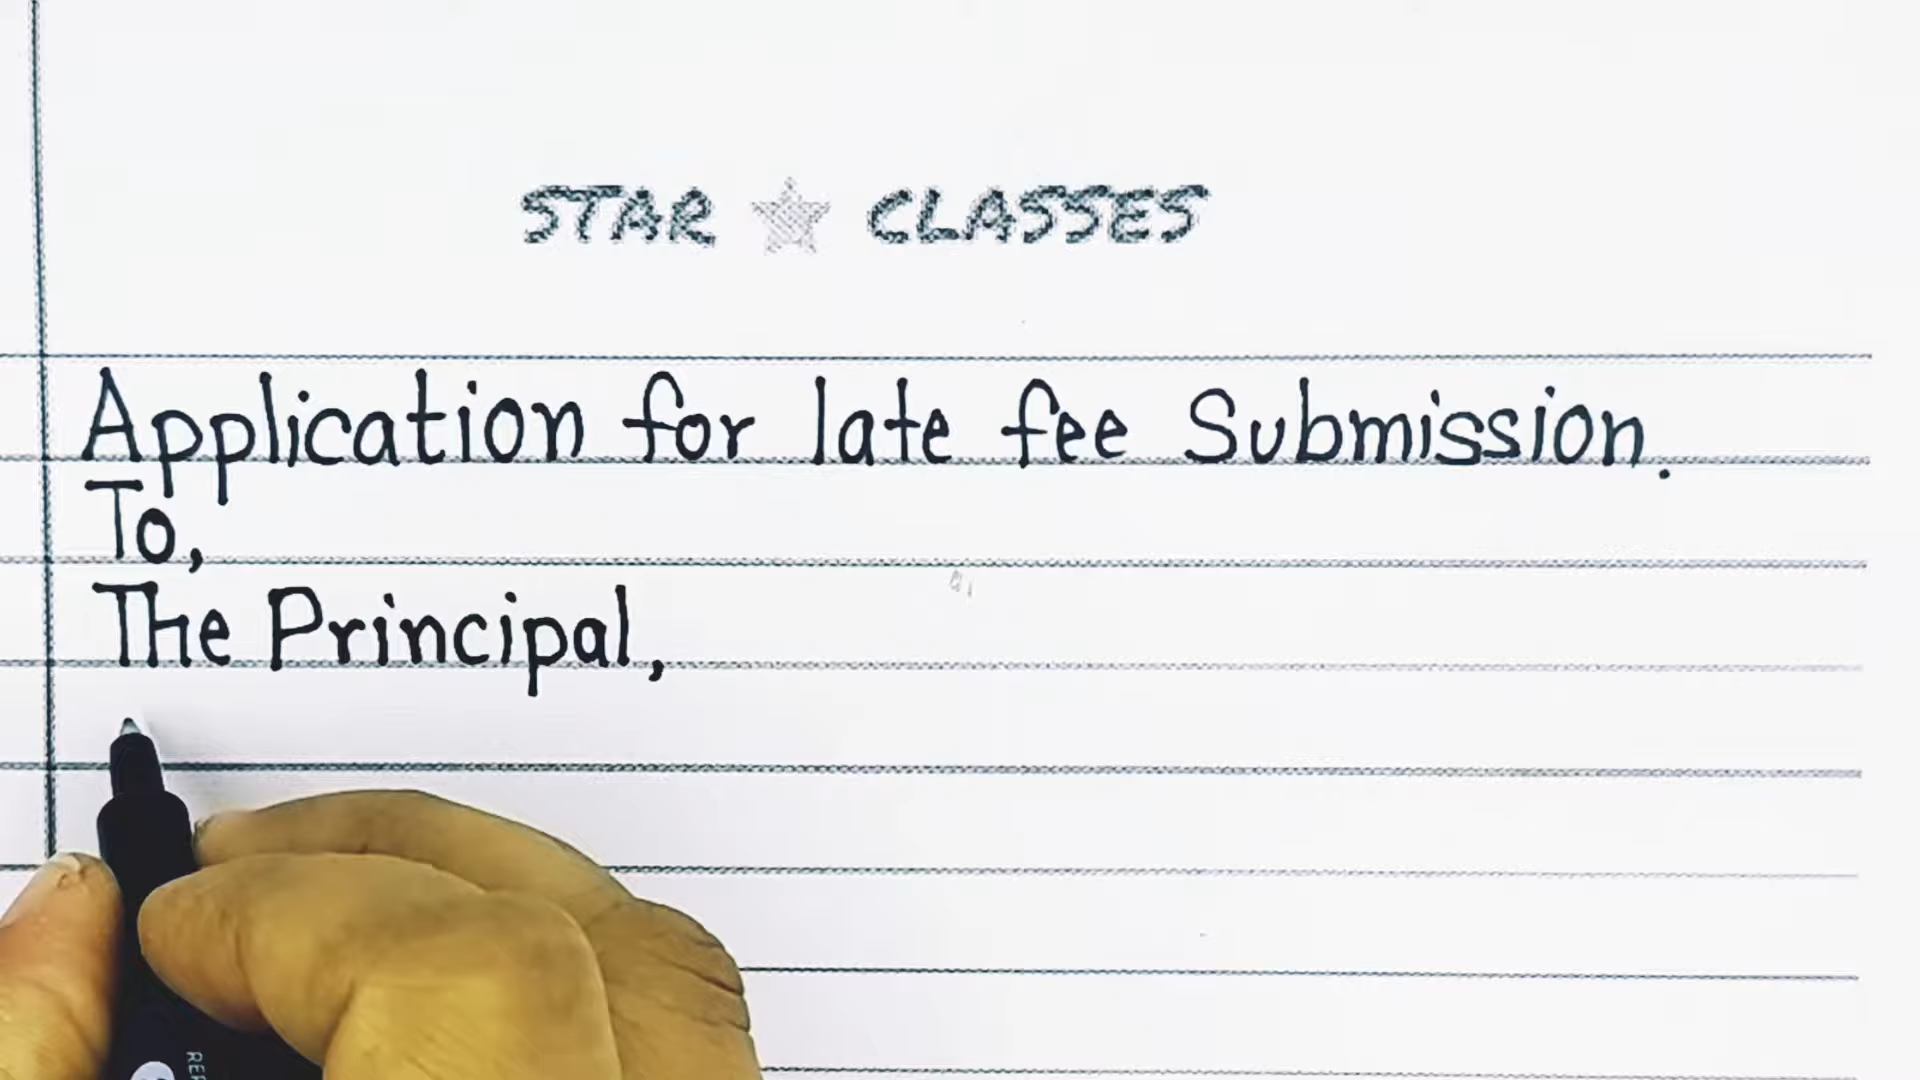 STAR CLASSES
Application for late fee Submission.
To,
The Principal,